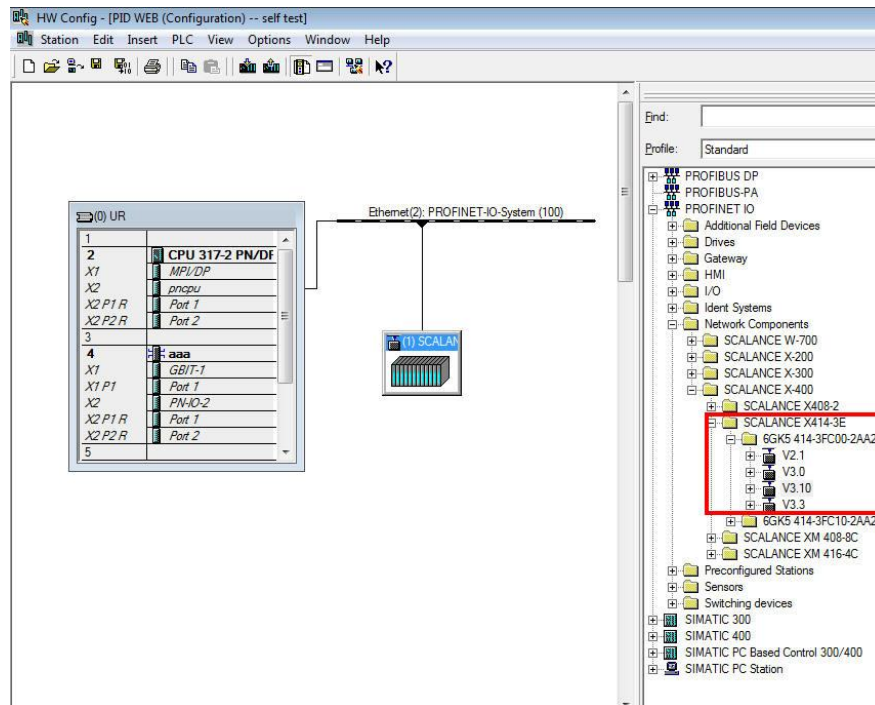 HW Config - [PID WEB (Configuration) -- self test]
Station Edit Insert PLC View Options Window Help
(0) UR
1
2 CPU 317-2 PN/DF
X1 MPI/DP
X2 pncpu
X2 P1 R Port 1
X2 P2 R Port 2
3
4 aaa
X1 GBIT-1
X1 P1 Port 1
X2 PN-IO-2
X2 P1 R Port 1
X2 P2 R Port 2
5
Ethernet(2): PROFINET-IO-System (100)
(1) SCALAN
Find:
Profile: Standard
PROFIBUS DP
PROFIBUS-PA
PROFINET IO
Additional Field Devices
Drives
Gateway
HMI
I/O
Ident Systems
Network Components
SCALANCE W-700
SCALANCE X-200
SCALANCE X-300
SCALANCE X-400
SCALANCE X408-2
SCALANCE X414-3E
6GK5 414-3FC00-2AA2
V2.1
V3.0
V3.10
V3.3
6GK5 414-3FC10-2AA2
SCALANCE XM 408-8C
SCALANCE XM 416-4C
Preconfigured Stations
Sensors
Switching devices
SIMATIC 300
SIMATIC 400
SIMATIC PC Based Control 300/400
SIMATIC PC Station